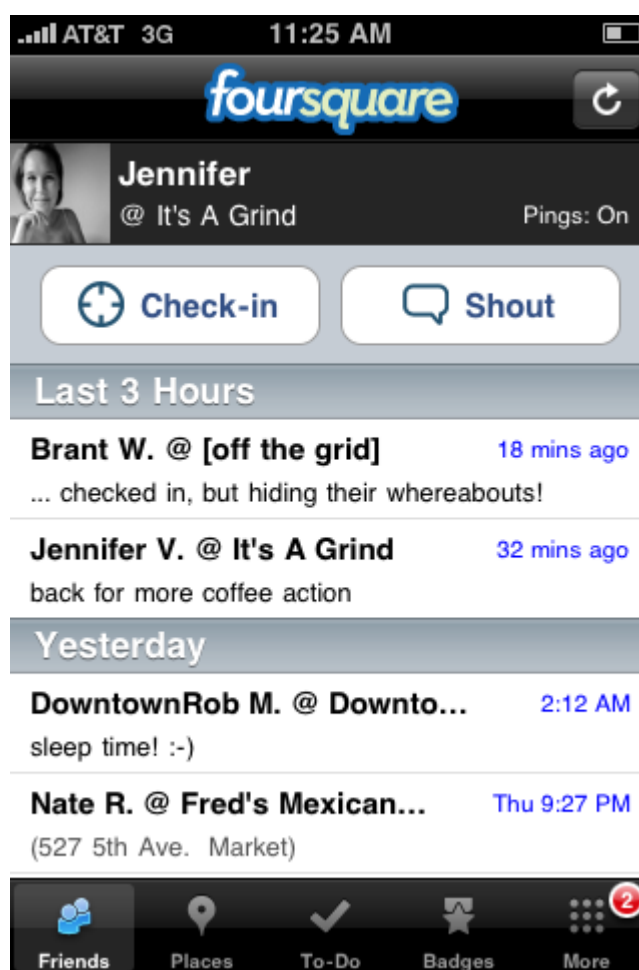 AT&T 3G 11:25 AM
foursquare
Jennifer
@ It's A Grind Pings: On
Check-in Shout
Last 3 Hours
Brant W. @ [off the grid] 18 mins ago
... checked in, but hiding their whereabouts!
Jennifer V. @ It's A Grind 32 mins ago
back for more coffee action
Yesterday
DowntownRob M. @ Downto... 2:12 AM
sleep time! :-)
Nate R. @ Fred's Mexican... Thu 9:27 PM
(527 5th Ave. Market)
2
Friends Places To-Do Badges More